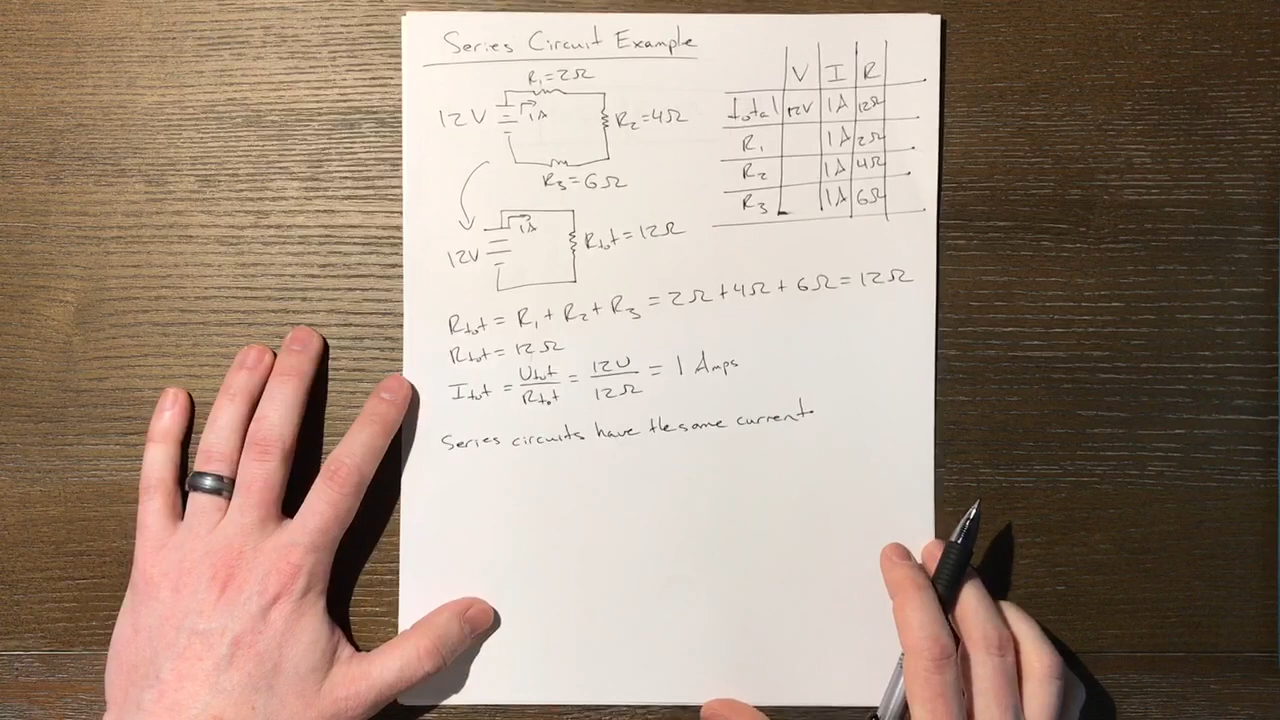 Series Circuit Example
R₁=2Ω
12V
1A
R₂=4Ω
R₃=6Ω
12V
1A
Rtot=12Ω
V I R
total 12V 1A 12Ω
R₁ 1A 2Ω
R₂ 1A 4Ω
R₃ 1A 6Ω
Rtot = R₁ + R₂ + R₃ = 2Ω + 4Ω + 6Ω = 12Ω
Rtot = 12Ω
Itot = Vtot/Rtot = 12V/12Ω = 1 Amps
Series circuits have the same current.